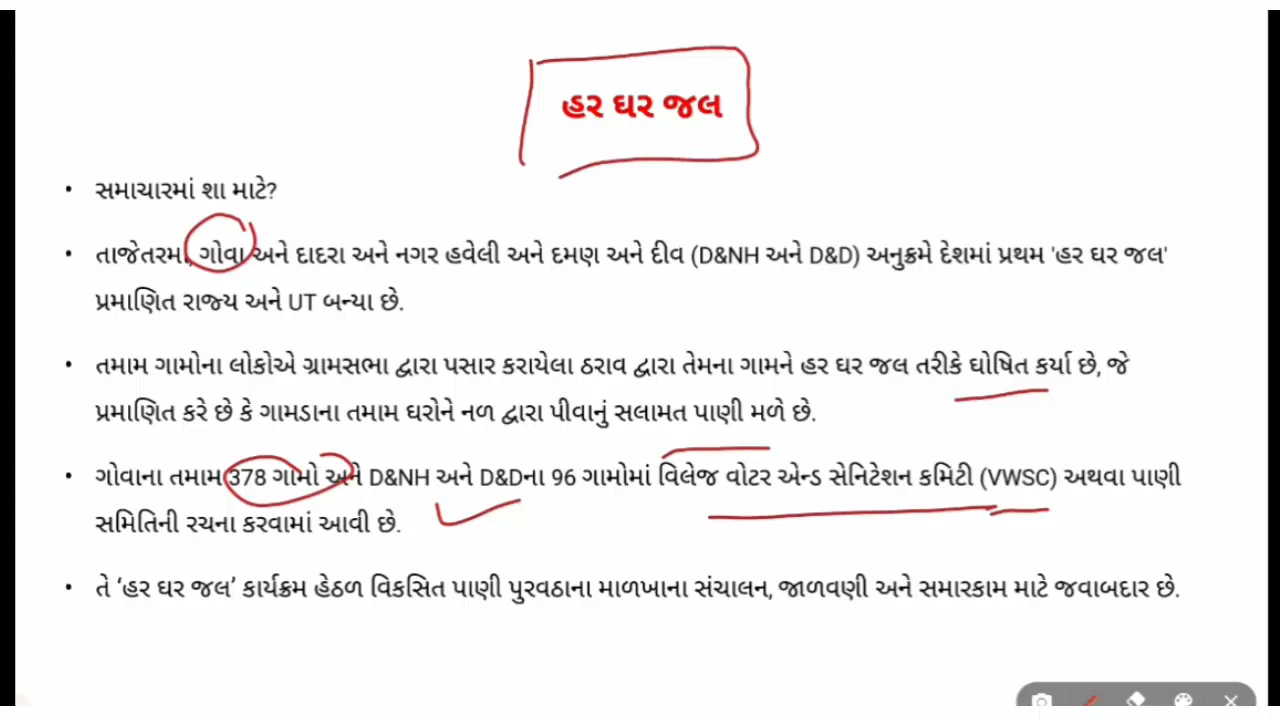 હર ઘર જલ
• સમાચારમાં શા માટે?
• તાજેતરમાં, ગોવા અને દાદરા અને નગર હવેલી અને દમણ અને દીવ (D&NH અને D&D) અનુક્રમે દેશમાં પ્રથમ 'હર ઘર જલ'
પ્રમાણિત રાજ્ય અને UT બન્યા છે.
• તમામ ગામોના લોકોએ ગ્રામસભા દ્વારા પસાર કરાયેલા ઠરાવ દ્વારા તેમના ગામને હર ઘર જલ તરીકે ઘોષિત કર્યા છે, જે
પ્રમાણિત કરે છે કે ગામડાના તમામ ઘરોને નળ દ્વારા પીવાનું સલામત પાણી મળે છે.
• ગોવાના તમામ 378 ગામો અને D&NH અને D&Dના 96 ગામોમાં વિલેજ વોટર એન્ડ સેનિટેશન કમિટી (VWSC) અથવા પાણી
સમિતિની રચના કરવામાં આવી છે.
• તે ‘હર ઘર જલ’ કાર્યક્રમ હેઠળ વિકસિત પાણી પુરવઠાના માળખાના સંચાલન, જાળવણી અને સમારકામ માટે જવાબદાર છે.